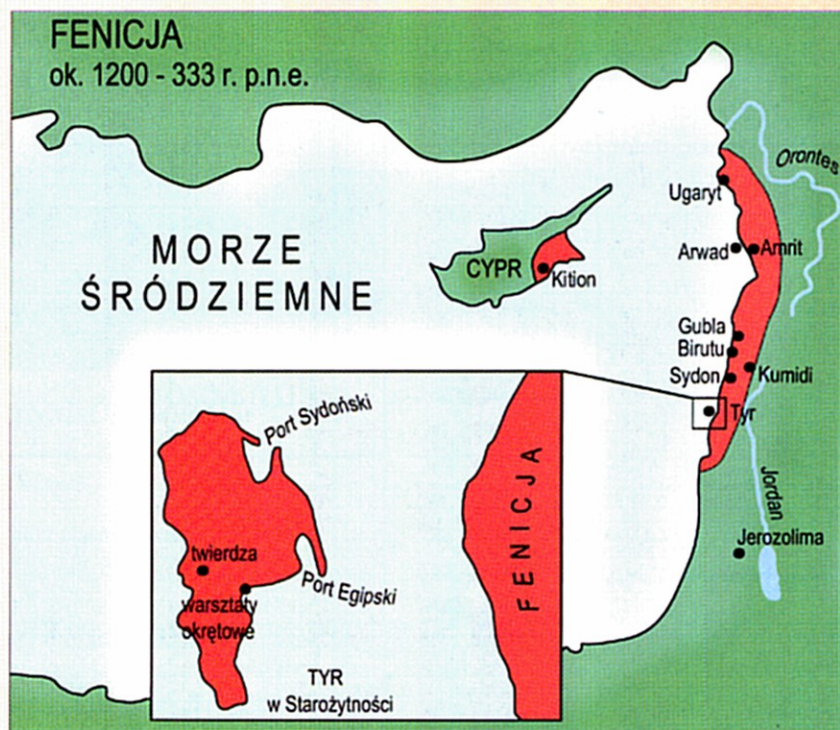 FENICJA
ok. 1200 - 333 r. p.n.e.
Orontes
Ugaryt
MORZE
ŚRÓDZIEMNE
Arwad
Amrit
CYPR
Kition
Gubla
Birutu
Sydon
Kumidi
Tyr
Port Sydoński
FENICJA
Jordan
Jerozolima
twierdza
Port Egipski
warsztaty
okrętowe
TYR
w Starożytności